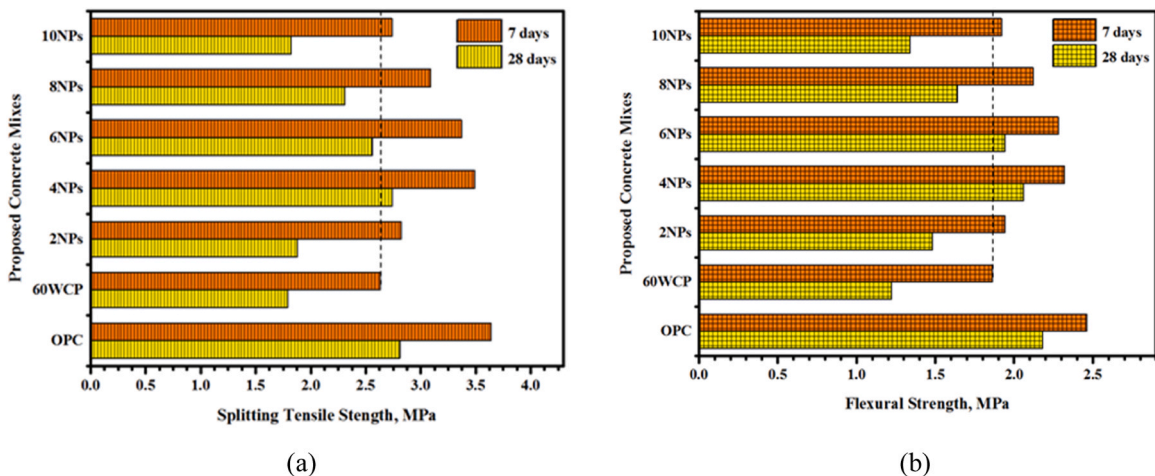 7 days
28 days
10NPs
8NPs
6NPs
4NPs
2NPs
60WCP
OPC
Proposed Concrete Mixes
0.0 0.5 1.0 1.5 2.0 2.5 3.0 3.5 4.0
Splitting Tensile Stength, MPa
(a)
7 days
28 days
10NPs
8NPs
6NPs
4NPs
2NPs
60WCP
OPC
Proposed Concrete Mixes
0.0 0.5 1.0 1.5 2.0 2.5
Flexural Strength, MPa
(b)